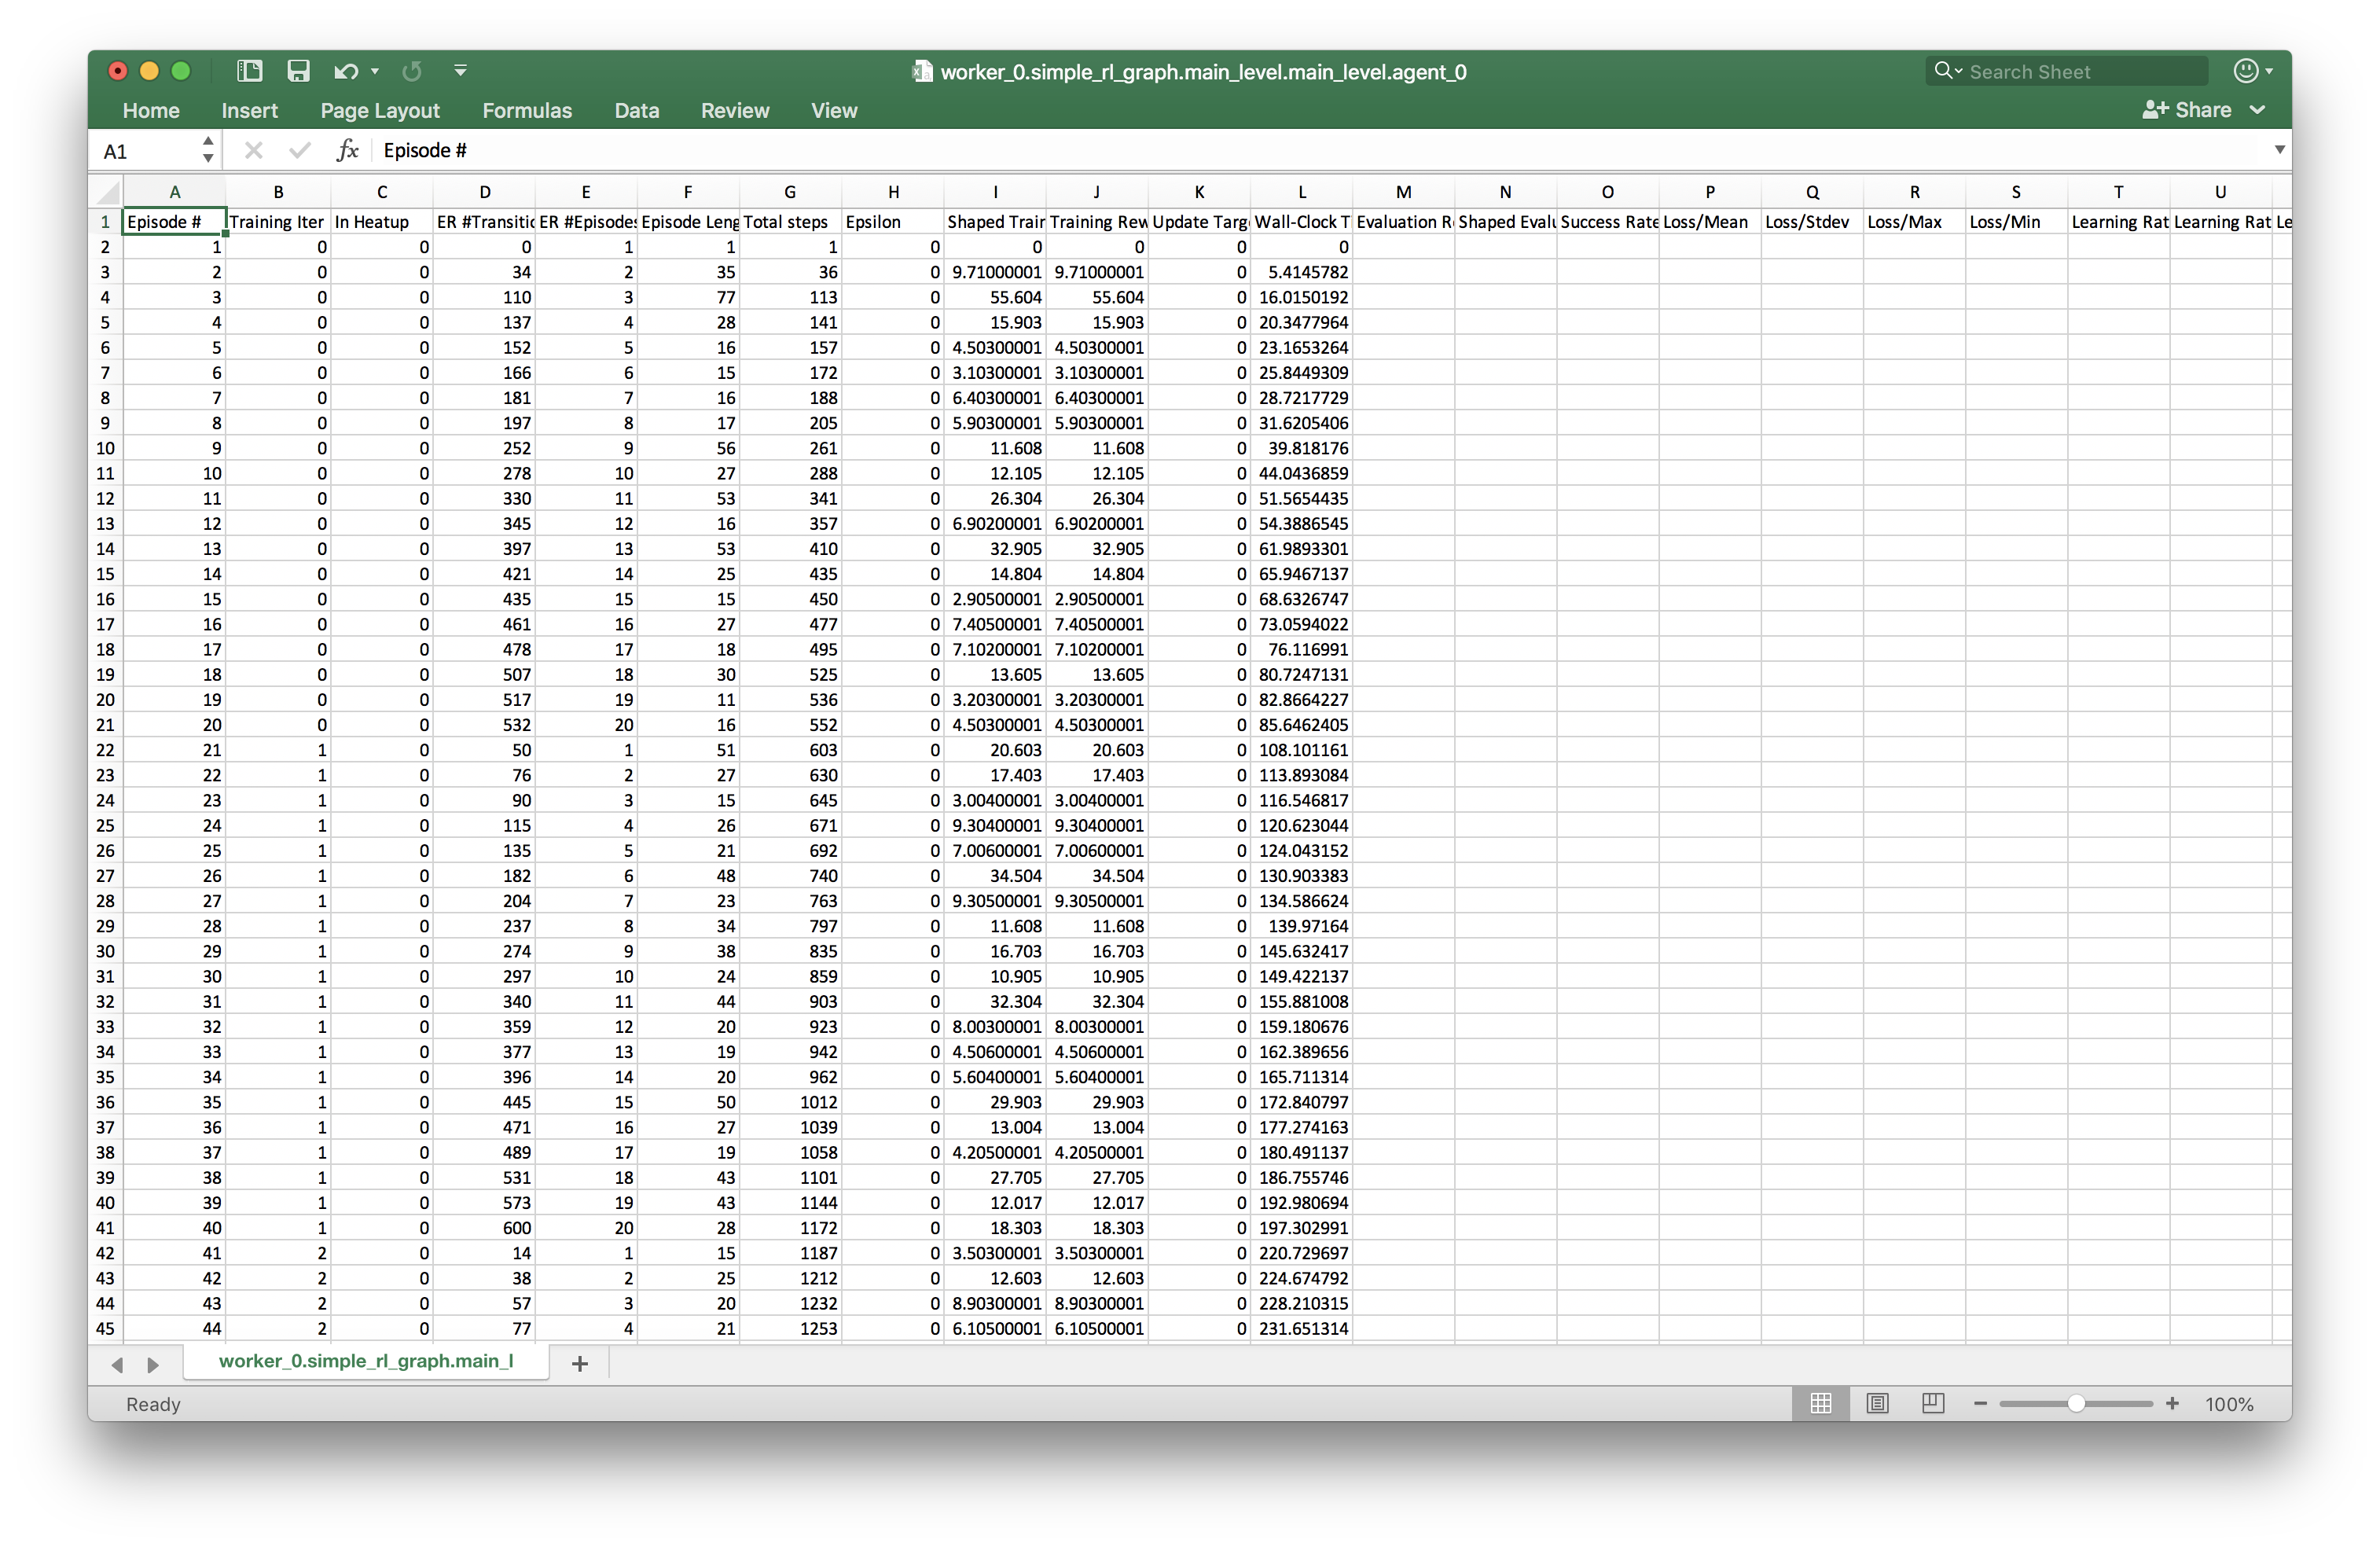 worker_0.simple_rl_graph.main_level.main_level.agent_0
Search Sheet
Home Insert Page Layout Formulas Data Review View
Share
A1 fx Episode #
A B C D E F G H I J K L M N O P Q R S T U
1 Episode # Training Iter In Heatup ER #Transitic ER #Episodes Episode Leng Total steps Epsilon Shaped Train Training Rew Update Targe Wall-Clock T Evaluation R Shaped Evalu Success Rate Loss/Mean Loss/Stdev Loss/Max Loss/Min Learning Rat Learning Rat Le
2 1 0 0 0 1 1 1 0 0 0 0 0
3 2 0 0 34 2 35 36 0 9.71000001 9.71000001 0 5.4145782
4 3 0 0 110 3 77 113 0 55.604 55.604 0 16.0150192
5 4 0 0 137 4 28 141 0 15.903 15.903 0 20.3477964
6 5 0 0 152 5 16 157 0 4.50300001 4.50300001 0 23.1653264
7 6 0 0 166 6 15 172 0 3.10300001 3.10300001 0 25.8449309
8 7 0 0 181 7 16 188 0 6.40300001 6.40300001 0 28.7217729
9 8 0 0 197 8 17 205 0 5.90300001 5.90300001 0 31.6205406
10 9 0 0 252 9 56 261 0 11.608 11.608 0 39.818176
11 10 0 0 278 10 27 288 0 12.105 12.105 0 44.0436859
12 11 0 0 330 11 53 341 0 26.304 26.304 0 51.5654435
13 12 0 0 345 12 16 357 0 6.90200001 6.90200001 0 54.3886545
14 13 0 0 397 13 53 410 0 32.905 32.905 0 61.9893301
15 14 0 0 421 14 25 435 0 14.804 14.804 0 65.9467137
16 15 0 0 435 15 15 450 0 2.90500001 2.90500001 0 68.6326747
17 16 0 0 461 16 27 477 0 7.40500001 7.40500001 0 73.0594022
18 17 0 0 478 17 18 495 0 7.10200001 7.10200001 0 76.116991
19 18 0 0 507 18 30 525 0 13.605 13.605 0 80.7247131
20 19 0 0 517 19 11 536 0 3.20300001 3.20300001 0 82.8664227
21 20 0 0 532 20 16 552 0 4.50300001 4.50300001 0 85.6462405
22 21 1 0 50 1 51 603 0 20.603 20.603 0 108.101161
23 22 1 0 76 2 27 630 0 17.403 17.403 0 113.893084
24 23 1 0 90 3 15 645 0 3.00400001 3.00400001 0 116.546817
25 24 1 0 115 4 26 671 0 9.30400001 9.30400001 0 120.623044
26 25 1 0 135 5 21 692 0 7.00600001 7.00600001 0 124.043152
27 26 1 0 182 6 48 740 0 34.504 34.504 0 130.903383
28 27 1 0 204 7 23 763 0 9.30500001 9.30500001 0 134.586624
29 28 1 0 237 8 34 797 0 11.608 11.608 0 139.97164
30 29 1 0 274 9 38 835 0 16.703 16.703 0 145.632417
31 30 1 0 297 10 24 859 0 10.905 10.905 0 149.422137
32 31 1 0 340 11 44 903 0 32.304 32.304 0 155.881008
33 32 1 0 359 12 20 923 0 8.00300001 8.00300001 0 159.180676
34 33 1 0 377 13 19 942 0 4.50600001 4.50600001 0 162.389656
35 34 1 0 396 14 20 962 0 5.60400001 5.60400001 0 165.711314
36 35 1 0 445 15 50 1012 0 29.903 29.903 0 172.840797
37 36 1 0 471 16 27 1039 0 13.004 13.004 0 177.274163
38 37 1 0 489 17 19 1058 0 4.20500001 4.20500001 0 180.491137
39 38 1 0 531 18 43 1101 0 27.705 27.705 0 186.755746
40 39 1 0 573 19 43 1144 0 12.017 12.017 0 192.980694
41 40 1 0 600 20 28 1172 0 18.303 18.303 0 197.302991
42 41 2 0 14 1 15 1187 0 3.50300001 3.50300001 0 220.729697
43 42 2 0 38 2 25 1212 0 12.603 12.603 0 224.674792
44 43 2 0 57 3 20 1232 0 8.90300001 8.90300001 0 228.210315
45 44 2 0 77 4 21 1253 0 6.10500001 6.10500001 0 231.651314
worker_0.simple_rl_graph.main_l
Ready
100%